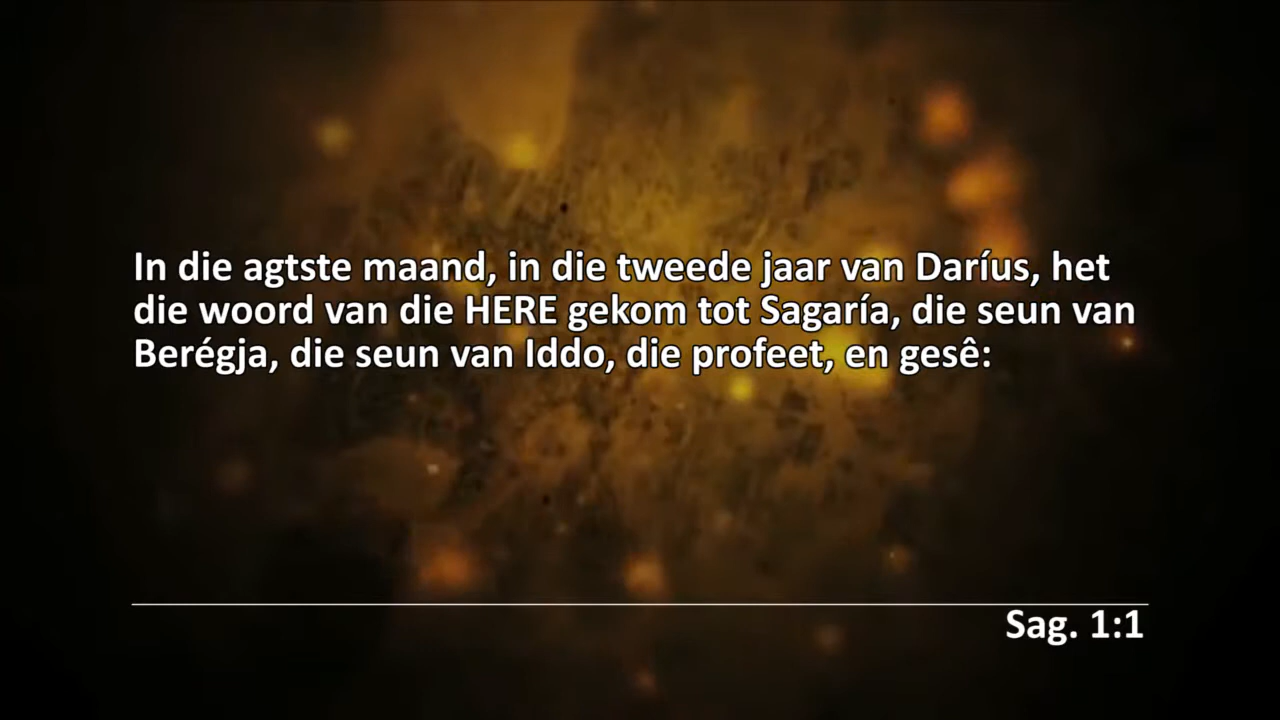 In die agtste maand, in die tweede jaar van Daríus, het
die woord van die HERE gekom tot Sagaría, die seun van
Berégja, die seun van Iddo, die profeet, en gesê:
Sag. 1:1